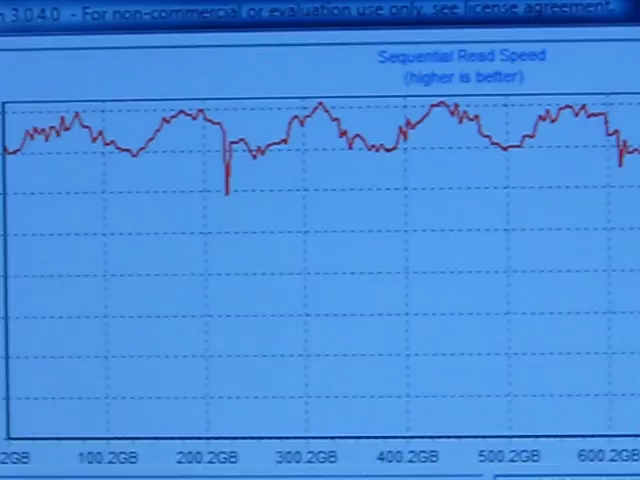 3.0.4.0 - For non-commercial or evaluation use only, see license agreement.
Sequential Read Speed
(higher is better)
100.2GB 200.2GB 300.2GB 400.2GB 500.2GB 600.2GB